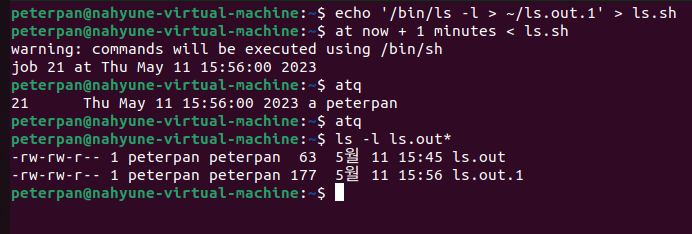 peterpan@nahyune-virtual-machine:~$ echo '/bin/ls -l > ~/ls.out.1' > ls.sh
peterpan@nahyune-virtual-machine:~$ at now + 1 minutes < ls.sh
warning: commands will be executed using /bin/sh
job 21 at Thu May 11 15:56:00 2023
peterpan@nahyune-virtual-machine:~$ atq
21      Thu May 11 15:56:00 2023 a peterpan
peterpan@nahyune-virtual-machine:~$ atq
peterpan@nahyune-virtual-machine:~$ ls -l ls.out*
-rw-rw-r-- 1 peterpan peterpan  63  5월 11 15:45 ls.out
-rw-rw-r-- 1 peterpan peterpan 177  5월 11 15:56 ls.out.1
peterpan@nahyune-virtual-machine:~$